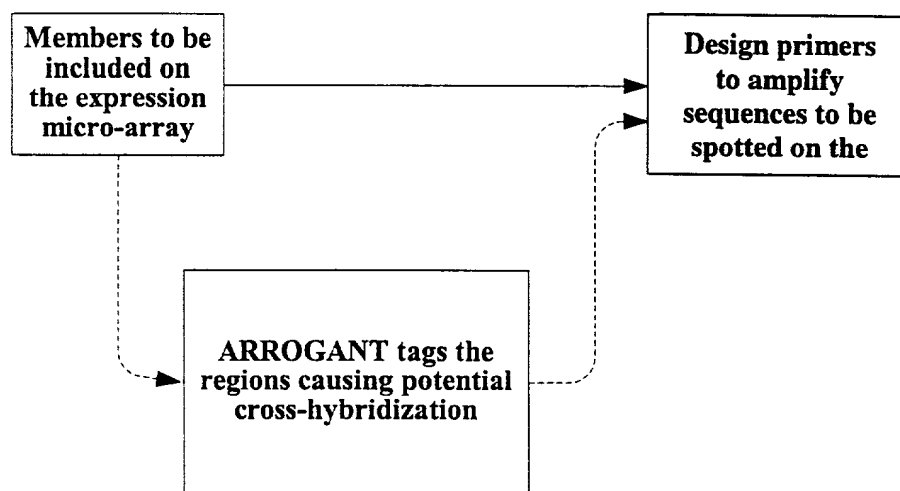 Members to be
included on
the expression
micro-array
Design primers
to amplify
sequences to be
spotted on the
ARROGANT tags the
regions causing potential
cross-hybridization